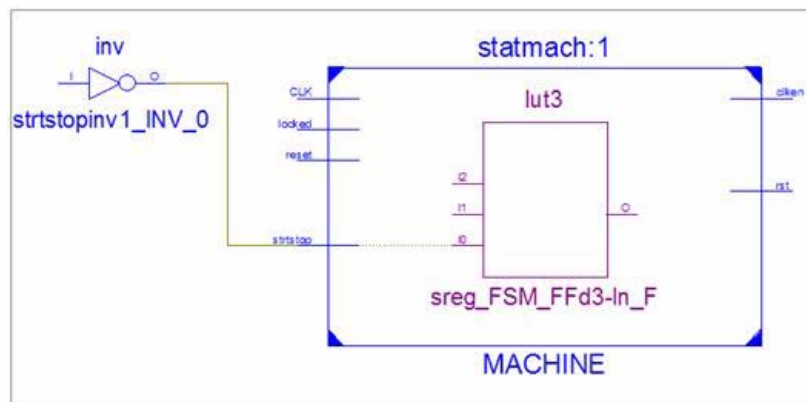 inv
I
O
strtstopinv1_INV_0
statmach:1
CLK
locked
reset
strtstop
lut3
I2
I1
I0
O
sreg_FSM_FFd3-In_F
clken
rst
MACHINE